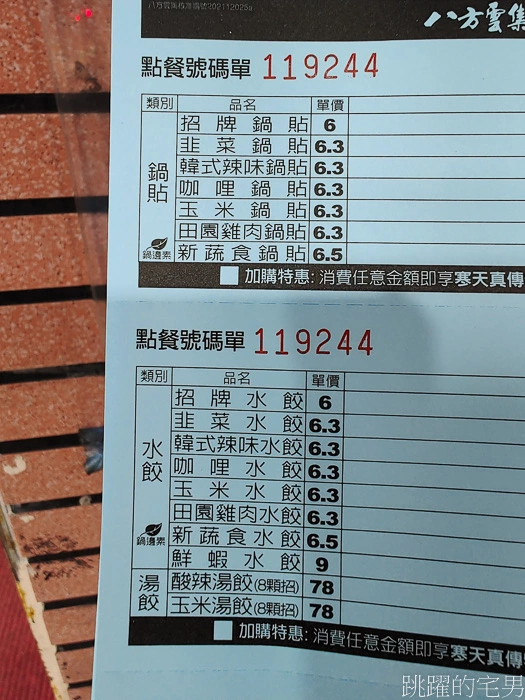 八方雲集
點餐號碼單 119244
類別 品名 單價
鍋貼
招牌鍋貼 6
韭菜鍋貼 6.3
韓式辣味鍋貼 6.3
咖哩鍋貼 6.3
玉米鍋貼 6.3
田園雞肉鍋貼 6.3
鍋邊素 新蔬食鍋貼 6.5
加購特惠: 消費任意金額即享寒天真傳
點餐號碼單 119244
類別 品名 單價
水餃
招牌水餃 6
韭菜水餃 6.3
韓式辣味水餃 6.3
咖哩水餃 6.3
玉米水餃 6.3
田園雞肉水餃 6.3
鍋邊素 新蔬食水餃 6.5
鮮蝦水餃 9
湯餃
酸辣湯餃(8顆招) 78
玉米湯餃(8顆招) 78
加購特惠: 消費任意金額即享寒天真傳
跳躍的宅男